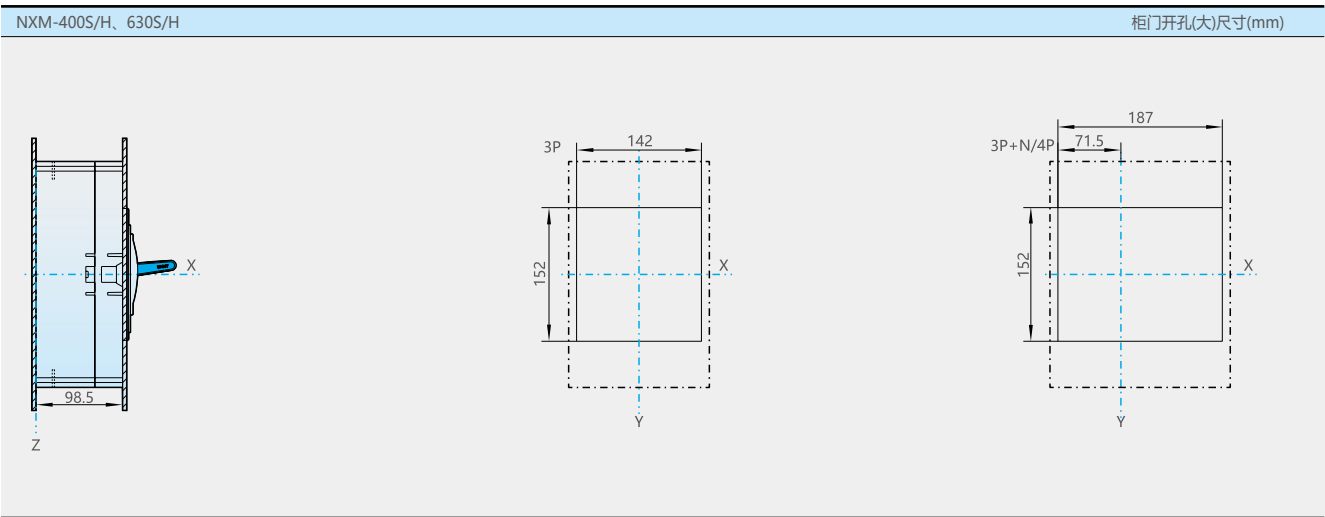 NXM-400S/H、630S/H
柜门开孔(大)尺寸(mm)
98.5
X
Z
3P
142
152
X
Y
187
3P+N/4P
71.5
152
X
Y